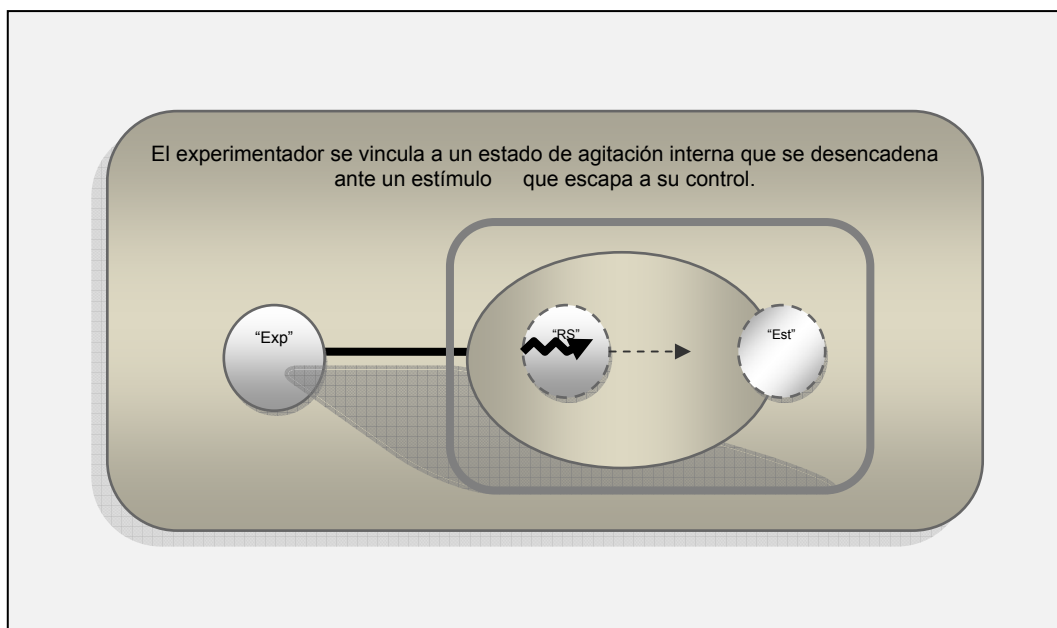 El experimentador se vincula a un estado de agitación interna que se desencadena
ante un estímulo que escapa a su control.
“Exp”
“RS”
“Est”